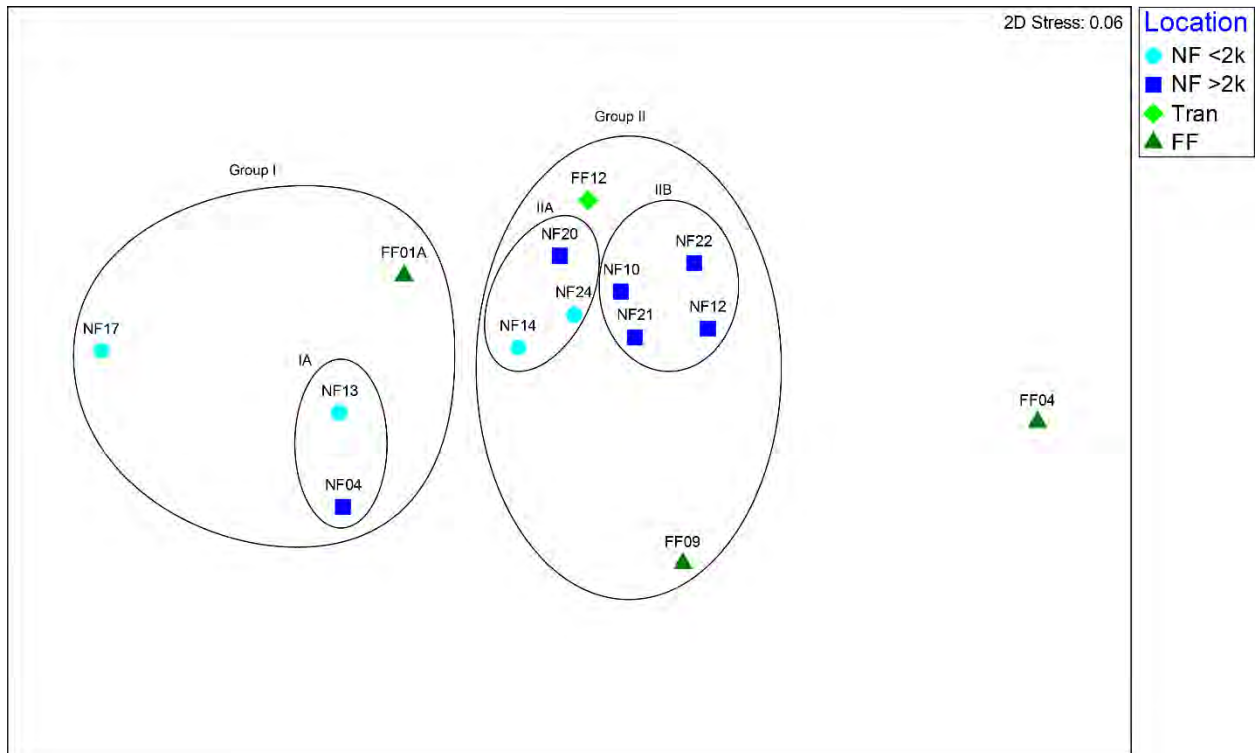 2D Stress: 0.06
Location
NF <2k
NF >2k
Tran
FF
Group II
Group I
FF12
IIB
IIA
NF20
NF22
FF01A
NF10
NF24
NF12
NF17
NF14
NF21
IA
NF13
FF04
NF04
FF09